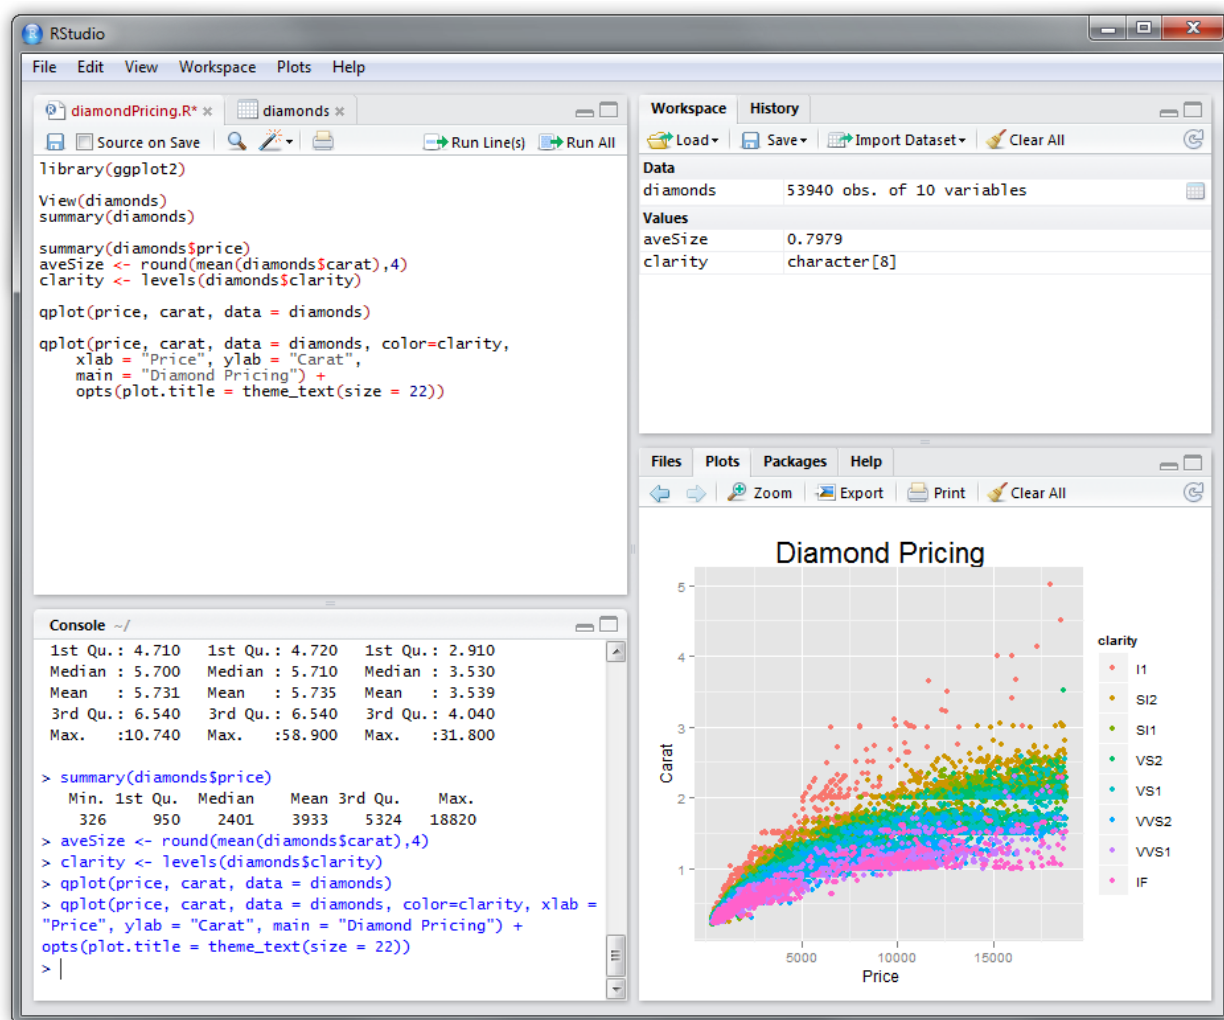 RStudio
File Edit View Workspace Plots Help
diamondPricing.R* diamonds
Source on Save Run Line(s) Run All
library(ggplot2)
View(diamonds)
summary(diamonds)
summary(diamonds$price)
aveSize <- round(mean(diamonds$carat),4)
clarity <- levels(diamonds$clarity)
qplot(price, carat, data = diamonds)
qplot(price, carat, data = diamonds, color=clarity,
xlab = "Price", ylab = "Carat",
main = "Diamond Pricing") +
opts(plot.title = theme_text(size = 22))
Console ~/
1st Qu.: 4.710 1st Qu.: 4.720 1st Qu.: 2.910
Median : 5.700 Median : 5.710 Median : 3.530
Mean : 5.731 Mean : 5.735 Mean : 3.539
3rd Qu.: 6.540 3rd Qu.: 6.540 3rd Qu.: 4.040
Max. :10.740 Max. :58.900 Max. :31.800
> summary(diamonds$price)
Min. 1st Qu. Median Mean 3rd Qu. Max.
326 950 2401 3933 5324 18820
> aveSize <- round(mean(diamonds$carat),4)
> clarity <- levels(diamonds$clarity)
> qplot(price, carat, data = diamonds)
> qplot(price, carat, data = diamonds, color=clarity, xlab =
"Price", ylab = "Carat", main = "Diamond Pricing") +
opts(plot.title = theme_text(size = 22))
>
Workspace History
Load Save Import Dataset Clear All
Data
diamonds 53940 obs. of 10 variables
Values
aveSize 0.7979
clarity character[8]
Files Plots Packages Help
Zoom Export Print Clear All
Diamond Pricing
5
4
3
2
1
Carat
5000 10000 15000
Price
clarity
I1
SI2
SI1
VS2
VS1
VVS2
VVS1
IF